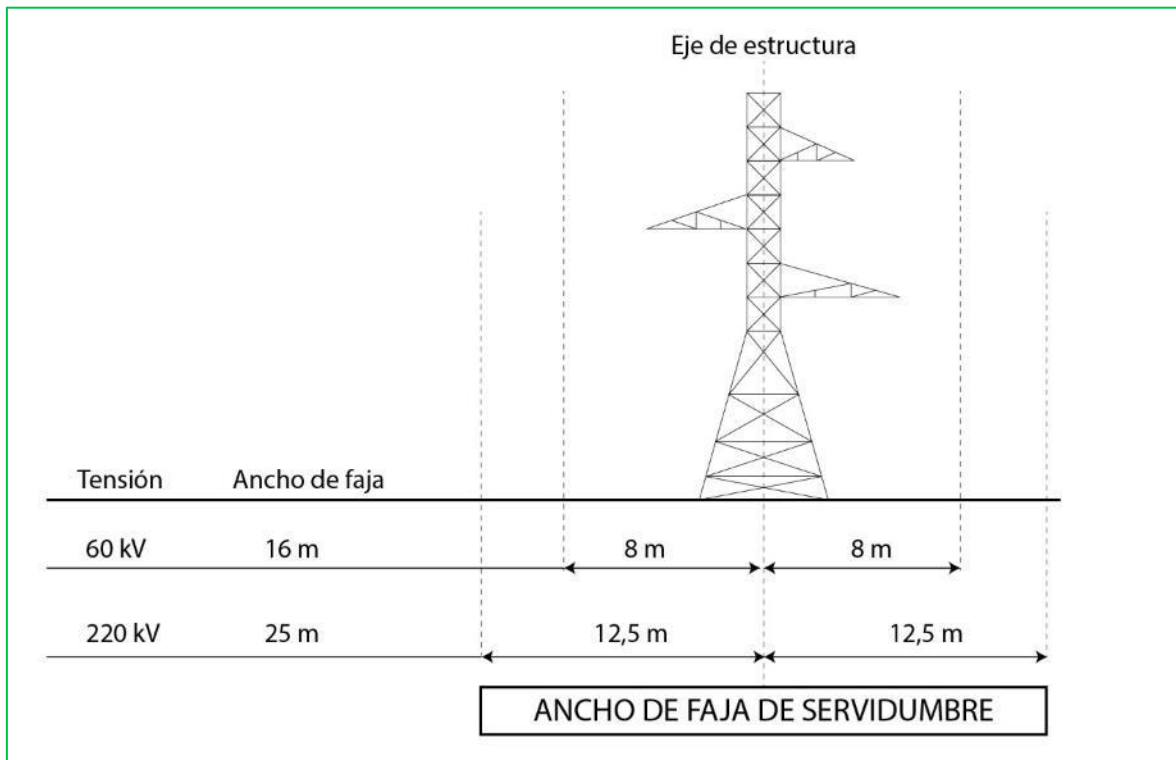 Eje de estructura
Tensión Ancho de faja
60 kV 16 m 8 m 8 m
220 kV 25 m 12,5 m 12,5 m
ANCHO DE FAJA DE SERVIDUMBRE